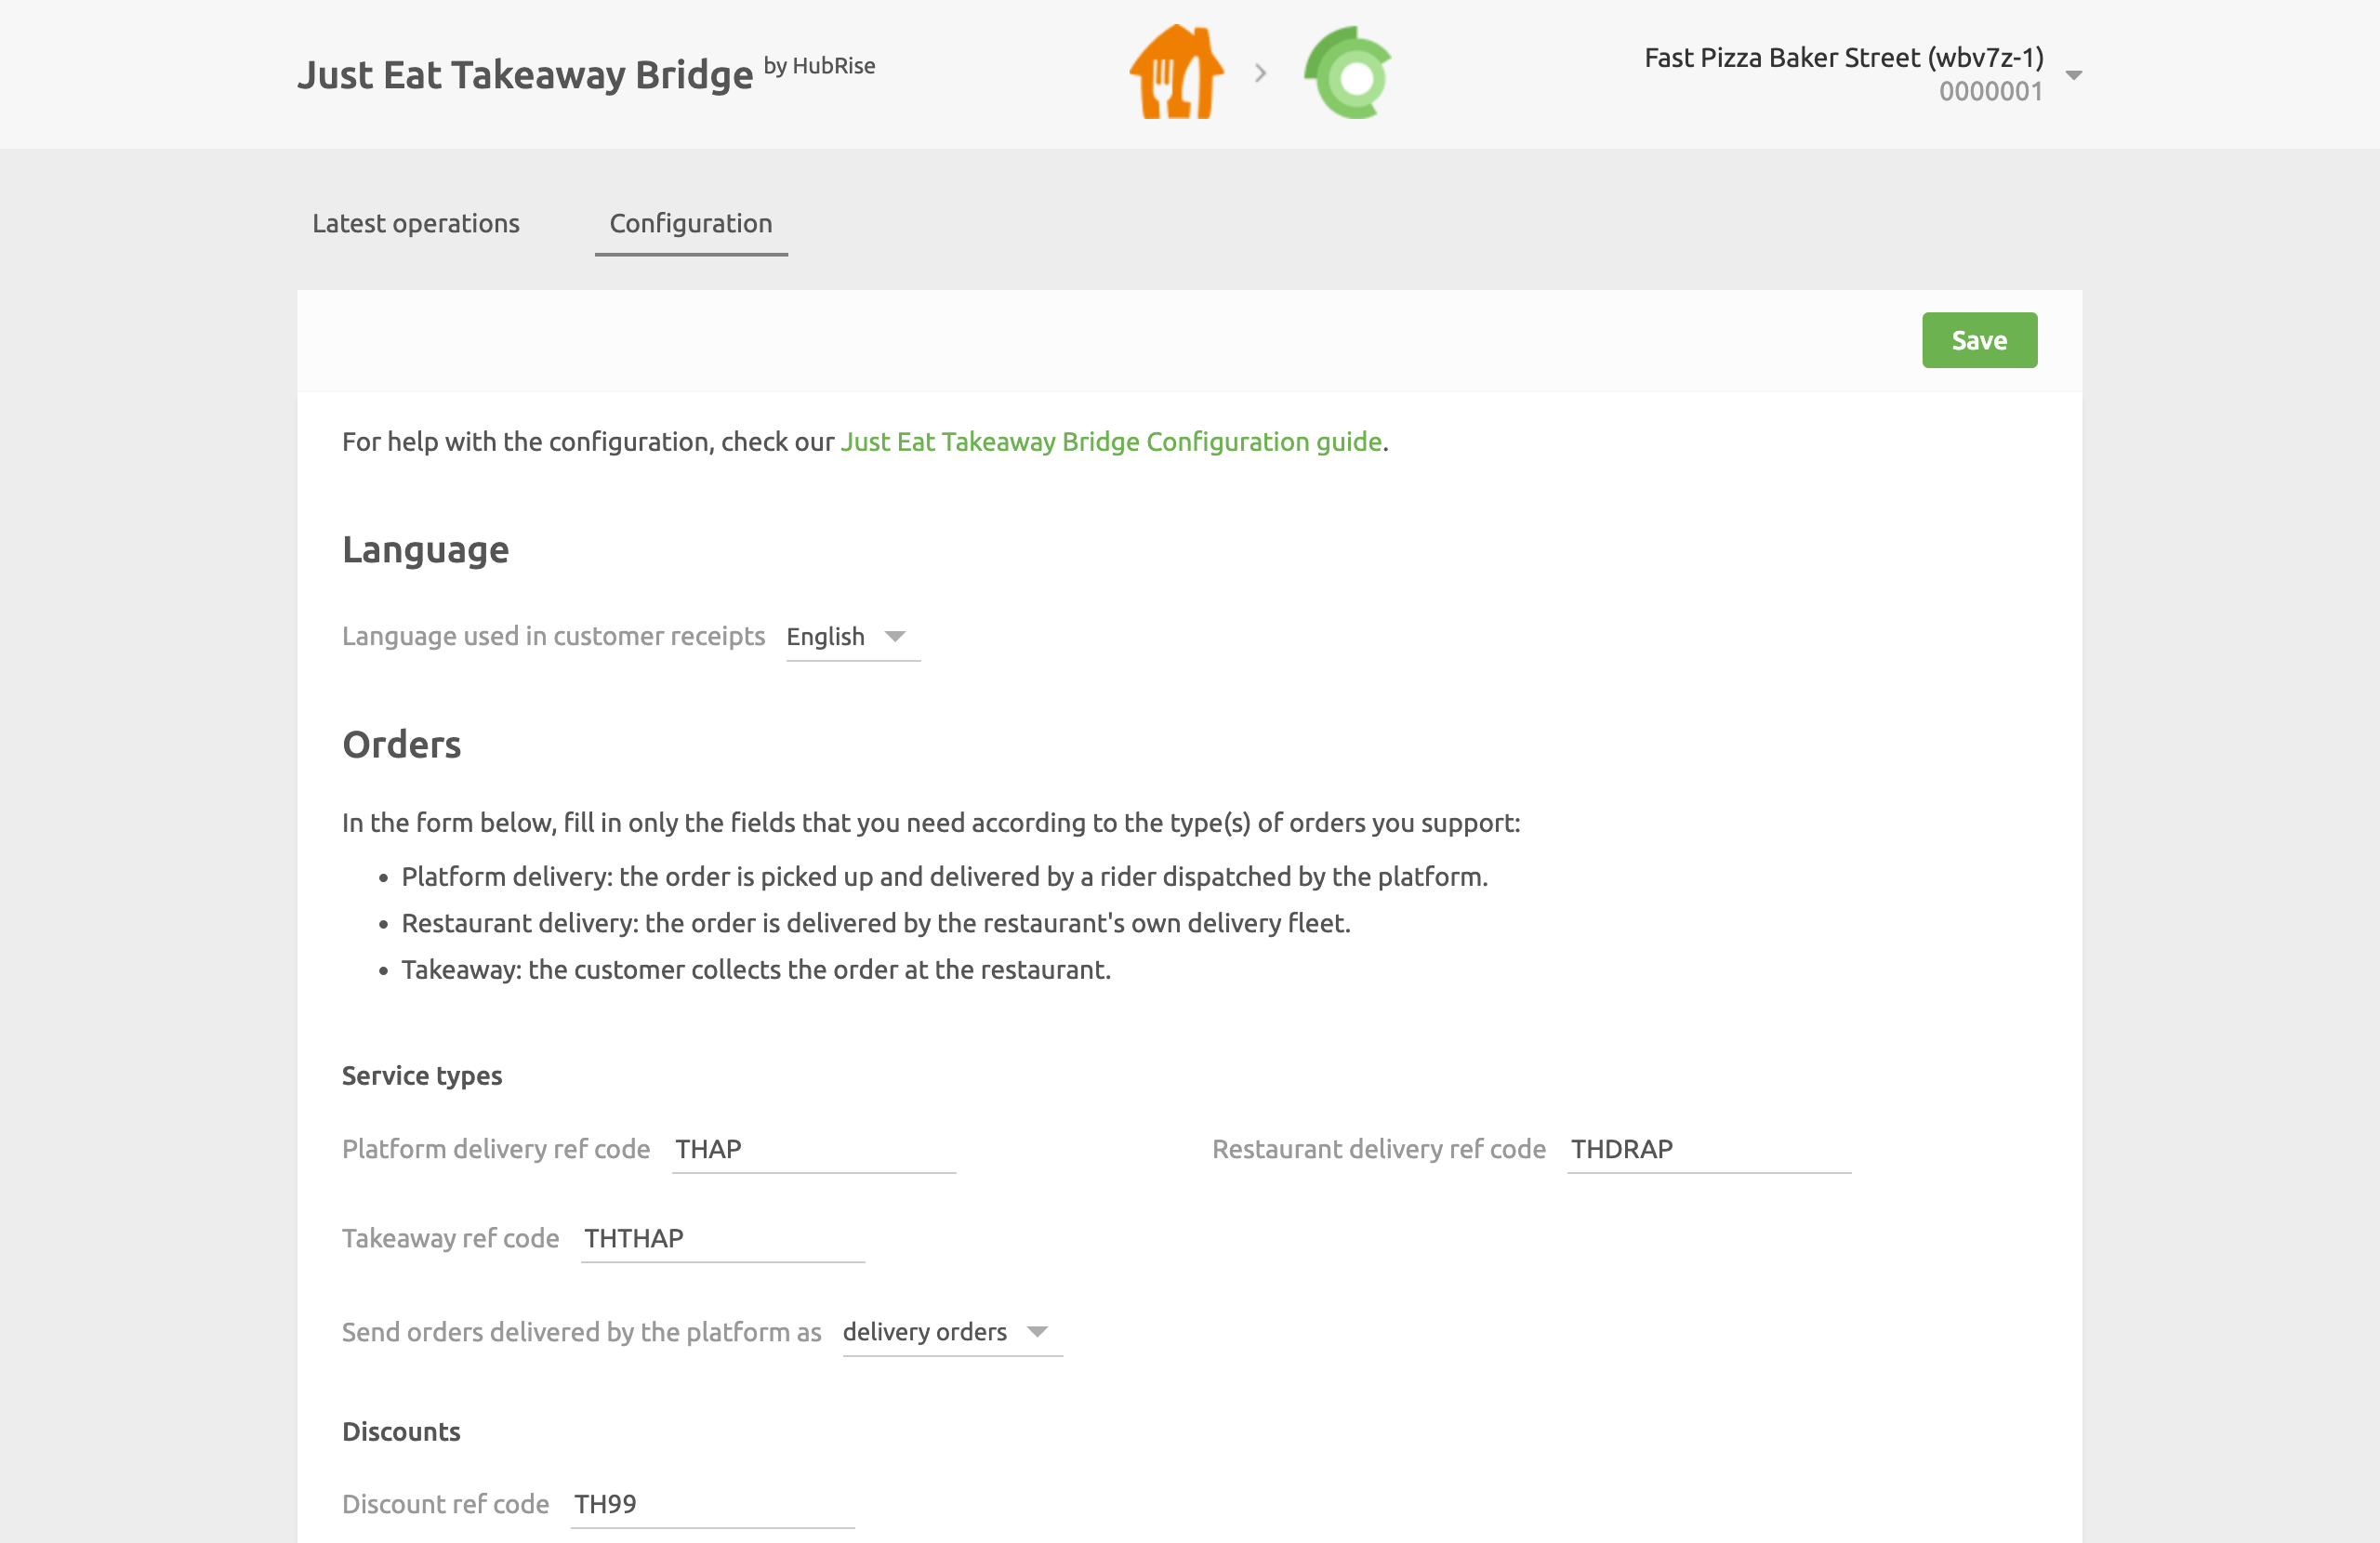 Just Eat Takeaway Bridge by HubRise
Fast Pizza Baker Street (wbv7z-1)
0000001
Latest operations
Configuration
Save
For help with the configuration, check our Just Eat Takeaway Bridge Configuration guide.
Language
Language used in customer receipts English
Orders
In the form below, fill in only the fields that you need according to the type(s) of orders you support:
• Platform delivery: the order is picked up and delivered by a rider dispatched by the platform.
• Restaurant delivery: the order is delivered by the restaurant's own delivery fleet.
• Takeaway: the customer collects the order at the restaurant.
Service types
Platform delivery ref code THAP
Restaurant delivery ref code THDRAP
Takeaway ref code THTHAP
Send orders delivered by the platform as delivery orders
Discounts
Discount ref code TH99